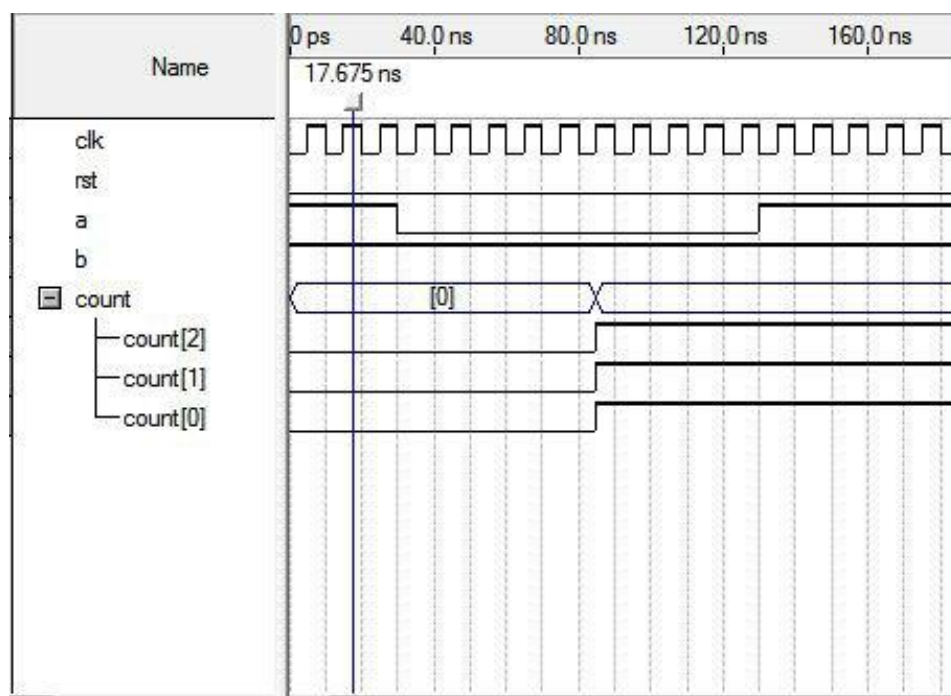 Name
0 ps 40.0 ns 80.0 ns 120.0 ns 160.0 ns
17.675 ns
clk
rst
a
b
count
[0]
count[2]
count[1]
count[0]